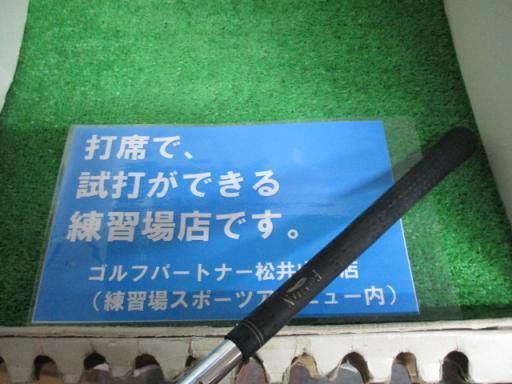 打席で、
試打ができる
練習場店です。
ゴルフパートナー松井 店
（練習場スポーツア ュー内）